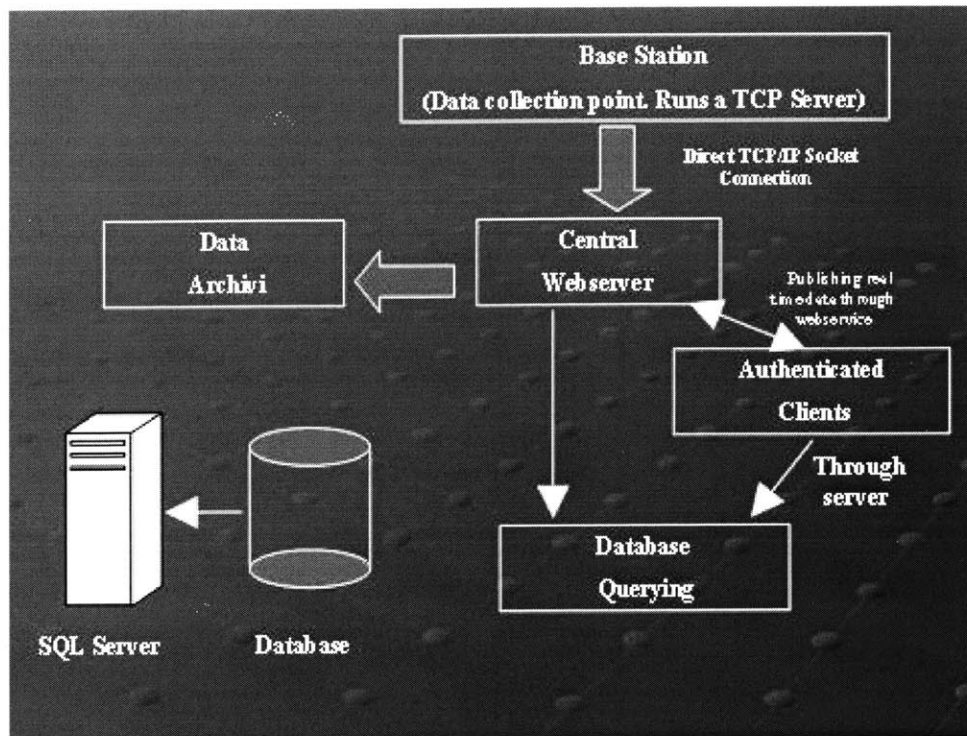 Base Station
(Data collection point. Runs a TCP Server)
Direct TCP/IP Socket
Connection
Data
Archivi
Central
Webserver
Publishing real
time data through
webservice
Authenticated
Clients
Through
server
Database
Querying
SQL Server
Database